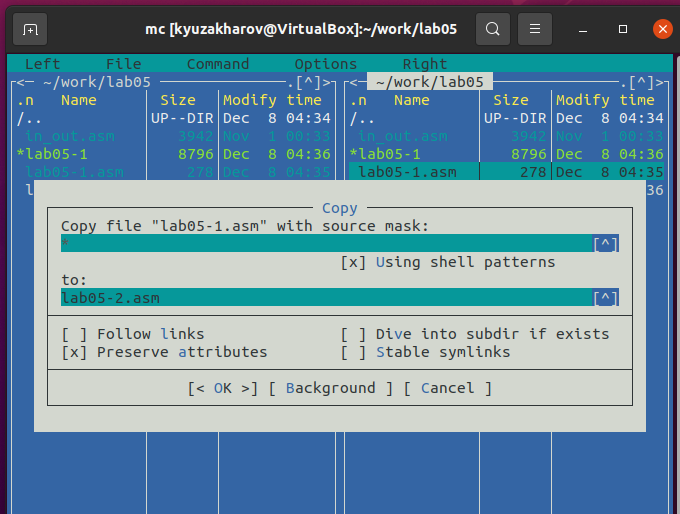 mc [kyuzakharov@VirtualBox]:~/work/lab05
Left File Command Options Right
<─ ~/work/lab05 ─.[^]>
.n Name Size Modify time
/.. UP--DIR Dec 8 04:34
in_out.asm 3942 Nov 1 00:33
*lab05-1 8796 Dec 8 04:36
lab05-1.asm 278 Dec 8 04:35
l
<─ ~/work/lab05 ─.[^]>
.n Name Size Modify time
/.. UP--DIR Dec 8 04:34
in_out.asm 3942 Nov 1 00:33
*lab05-1 8796 Dec 8 04:36
lab05-1.asm 278 Dec 8 04:35
36
Copy
Copy file "lab05-1.asm" with source mask:
* [^]
[x] Using shell patterns
to:
lab05-2.asm [^]
[ ] Follow links [ ] Dive into subdir if exists
[x] Preserve attributes [ ] Stable symlinks
[< OK >] [ Background ] [ Cancel ]